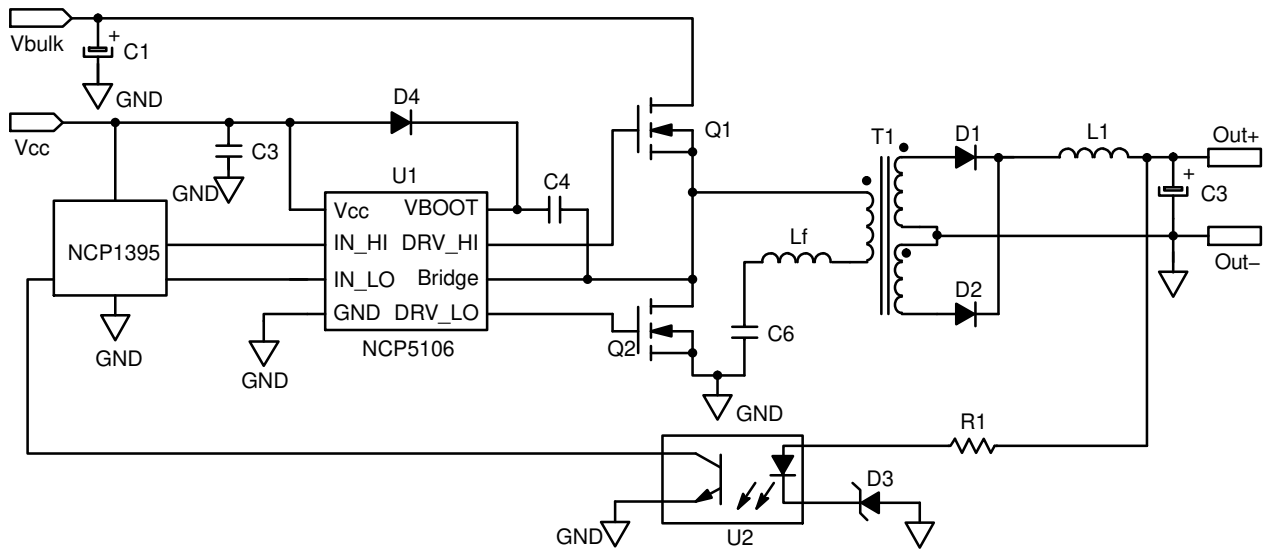 Vbulk
+
C1
GND
Vcc
D4
C3
GND
U1
Vcc
VBOOT
IN_HI
DRV_HI
IN_LO
Bridge
GND
DRV_LO
NCP5106
C4
NCP1395
GND
GND
Q1
Q2
Lf
C6
GND
T1
D1
D2
L1
Out+
+
C3
Out−
R1
D3
U2
GND